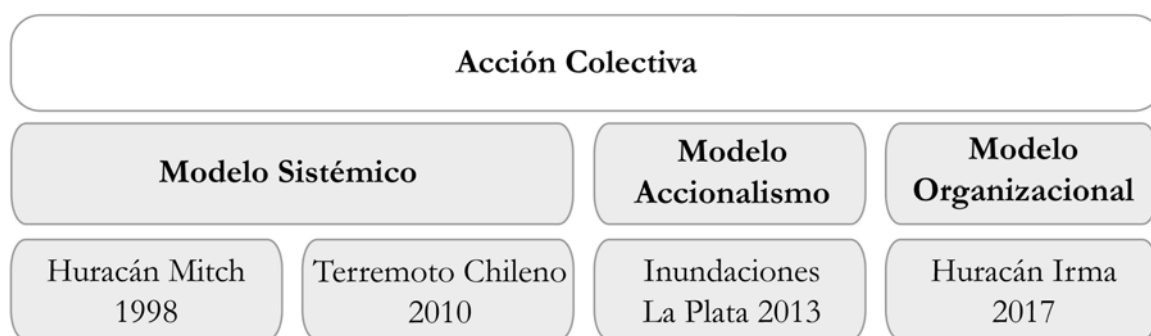 Acción Colectiva
Modelo Sistémico
Modelo
Accionalismo
Modelo
Organizacional
Huracán Mitch
1998
Terremoto Chileno
2010
Inundaciones
La Plata 2013
Huracán Irma
2017